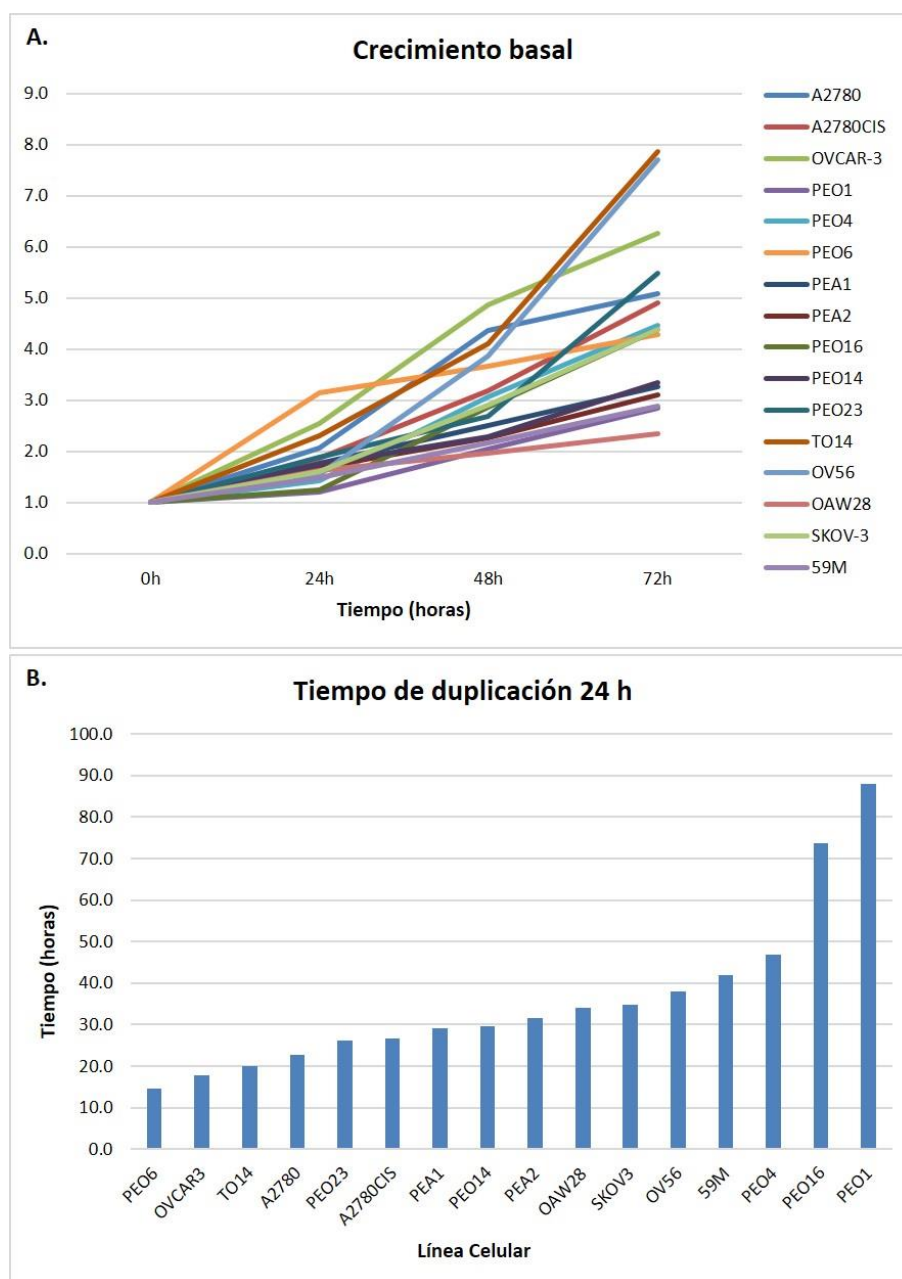 A.
Crecimiento basal
9.0
8.0
7.0
6.0
5.0
4.0
3.0
2.0
1.0
0.0
0h
24h
48h
72h
Tiempo (horas)
A2780
A2780CIS
OVCAR-3
PEO1
PEO4
PEO6
PEA1
PEA2
PEO16
PEO14
PEO23
TO14
OV56
OAW28
SKOV-3
59M
B.
Tiempo de duplicación 24 h
100.0
90.0
80.0
70.0
60.0
50.0
40.0
30.0
20.0
10.0
0.0
Tiempo (horas)
PEO6
OVCAR3
TO14
A2780
PEO23
A2780CIS
PEA1
PEO14
PEA2
OAW28
SKOV3
OV56
59M
PEO4
PEO16
PEO1
Línea Celular